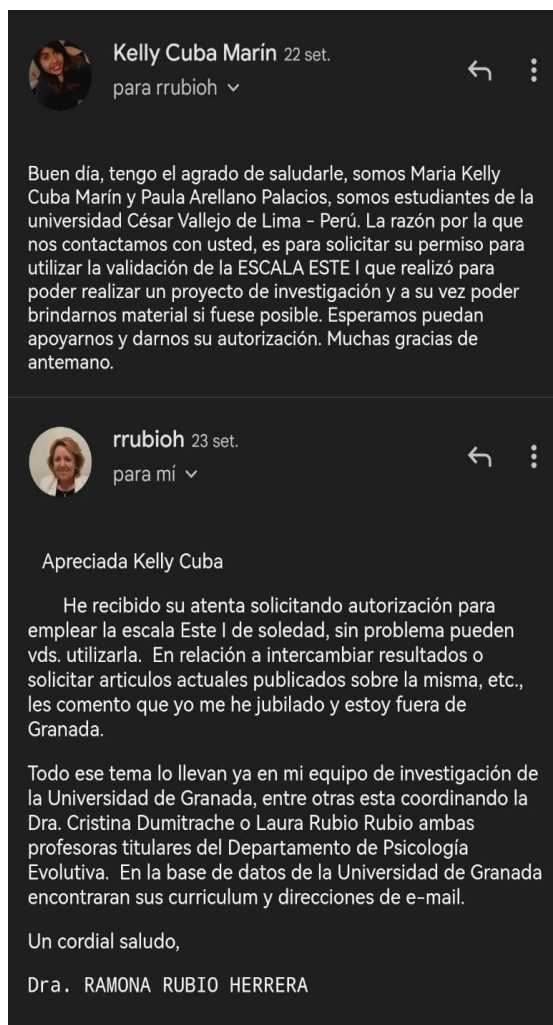 Kelly Cuba Marín 22 set.
para rrubioh
Buen día, tengo el agrado de saludarle, somos Maria Kelly
Cuba Marín y Paula Arellano Palacios, somos estudiantes de la
universidad César Vallejo de Lima - Perú. La razón por la que
nos contactamos con usted, es para solicitar su permiso para
utilizar la validación de la ESCALA ESTE I que realizó para
poder realizar un proyecto de investigación y a su vez poder
brindarnos material si fuese posible. Esperamos puedan
apoyarnos y darnos su autorización. Muchas gracias de
antemano.
rrubioh 23 set.
para mí
Apreciada Kelly Cuba
He recibido su atenta solicitando autorización para
emplear la escala Este I de soledad, sin problema pueden
vds. utilizarla. En relación a intercambiar resultados o
solicitar articulos actuales publicados sobre la misma, etc.,
les comento que yo me he jubilado y estoy fuera de
Granada.
Todo ese tema lo llevan ya en mi equipo de investigación de
la Universidad de Granada, entre otras esta coordinando la
Dra. Cristina Dumitrache o Laura Rubio Rubio ambas
profesoras titulares del Departamento de Psicología
Evolutiva. En la base de datos de la Universidad de Granada
encontraran sus curriculum y direcciones de e-mail.
Un cordial saludo,
Dra. RAMONA RUBIO HERRERA